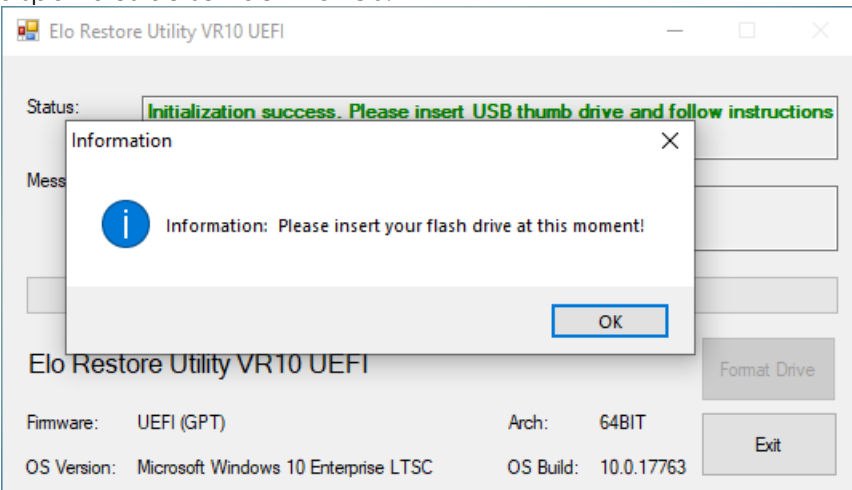 Elo Restore Utility VR10 UEFI
Status:
Initialization success. Please insert USB thumb drive and follow instructions
Information
Mess
Information: Please insert your flash drive at this moment!
OK
Elo Restore Utility VR10 UEFI
Format Drive
Firmware: UEFI (GPT) Arch: 64BIT
Exit
OS Version: Microsoft Windows 10 Enterprise LTSC OS Build: 10.0.17763